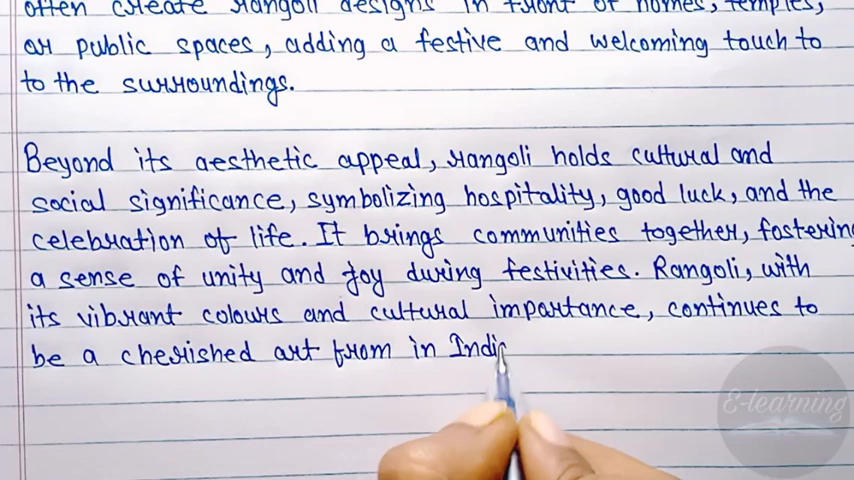 often create rangoli designs in front of homes, temples,
or public spaces, adding a festive and welcoming touch to
to the surroundings.
Beyond its aesthetic appeal, rangoli holds cultural and
social significance, symbolizing hospitality, good luck, and the
celebration of life. It brings communities together, fostering
a sense of unity and joy during festivities. Rangoli, with
its vibrant colours and cultural importance, continues to
be a cherished art from in Indi
E-learning